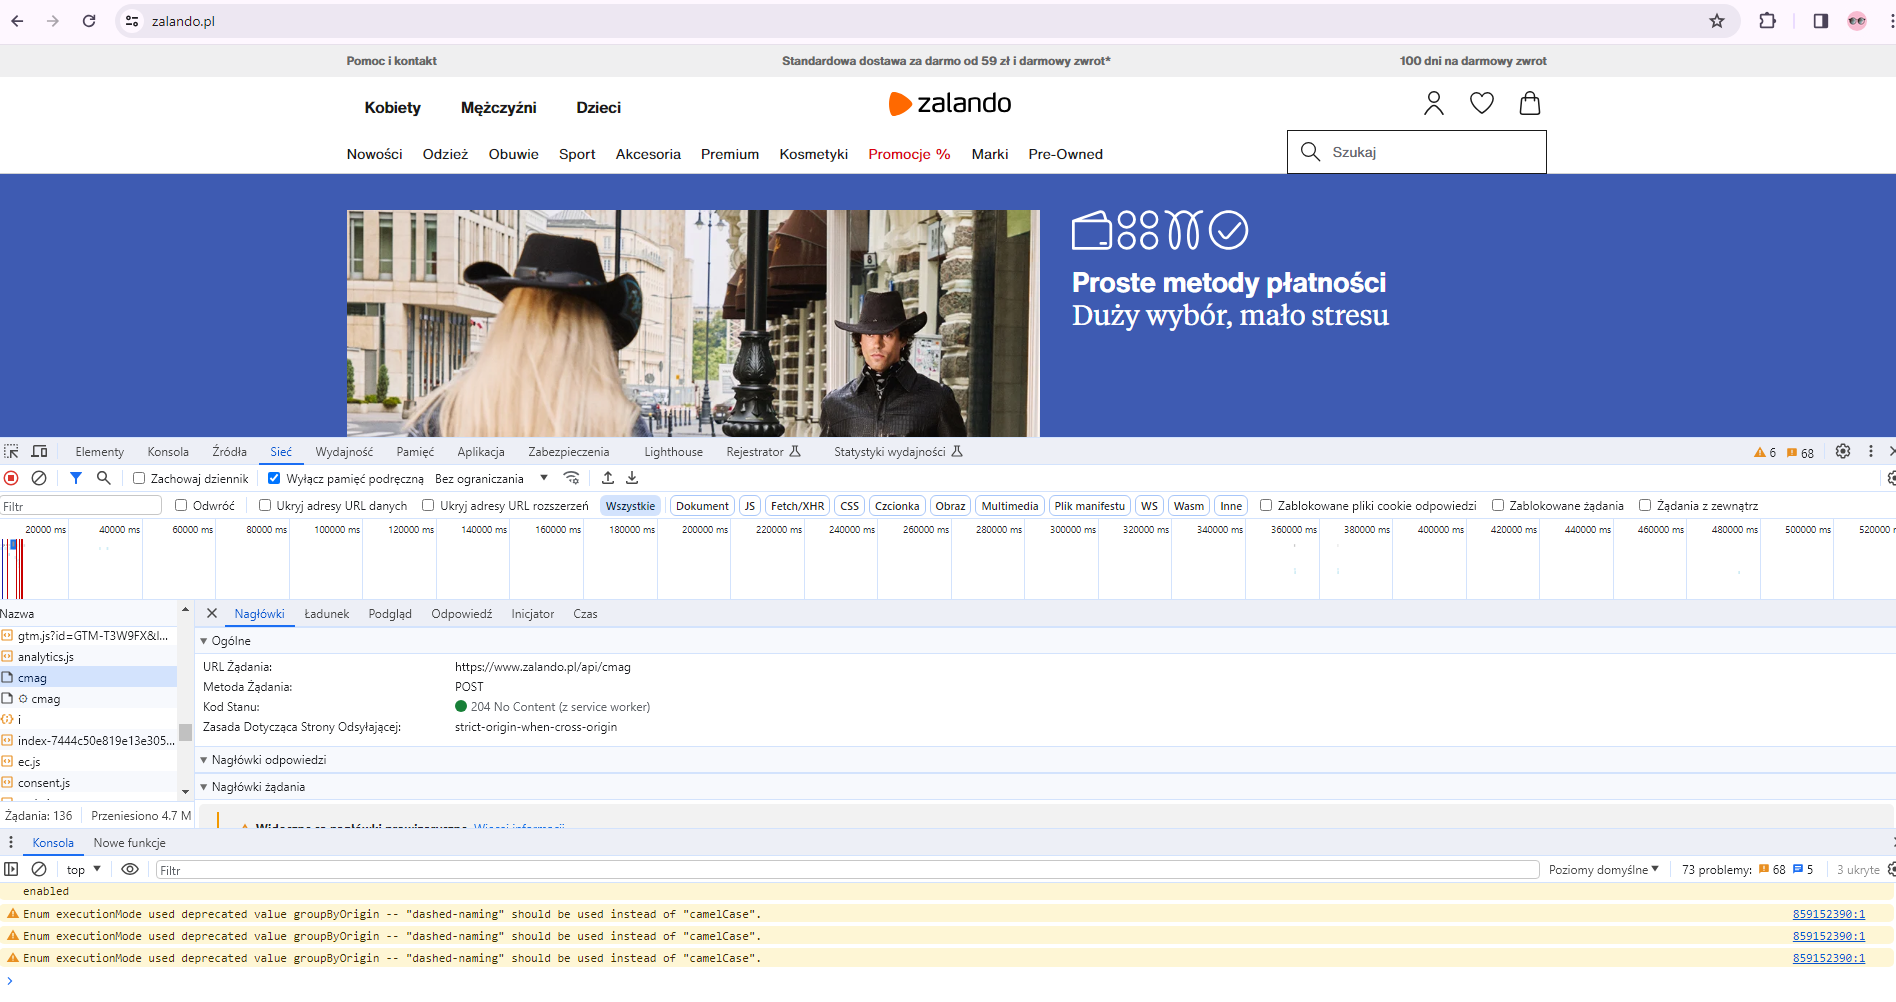 zalando.pl
Pomoc i kontakt
Standardowa dostawa za darmo od 59 zł i darmowy zwrot*
100 dni na darmowy zwrot
Kobiety Mężczyźni Dzieci
zalando
Nowości Odzież Obuwie Sport Akcesoria Premium Kosmetyki Promocje % Marki Pre-Owned
Szukaj
8
Proste metody płatności
Duży wybór, mało stresu
Elementy Konsola Źródła Sieć Wydajność Pamięć Aplikacja Zabezpieczenia Lighthouse Rejestrator Statystyki wydajności 6 68
Zachowaj dziennik Wyłącz pamięć podręczną Bez ograniczania
Filtr Odwróć Ukryj adresy URL danych Ukryj adresy URL rozszerzeń Wszystkie Dokument JS Fetch/XHR CSS Czcionka Obraz Multimedia Plik manifestu WS Wasm Inne Zablokowane pliki cookie odpowiedzi Zablokowane żądania Żądania z zewnątrz
20000 ms 40000 ms 60000 ms 80000 ms 100000 ms 120000 ms 140000 ms 160000 ms 180000 ms 200000 ms 220000 ms 240000 ms 260000 ms 280000 ms 300000 ms 320000 ms 340000 ms 360000 ms 380000 ms 400000 ms 420000 ms 440000 ms 460000 ms 480000 ms 500000 ms 520000
Nazwa
gtm.js?id=GTM-T3W9FX&l...
analytics.js
cmag
cmag
i
index-7444c50e819e13e305...
ec.js
consent.js
Żądania: 136 Przeniesiono 4.7 M
Nagłówki Ładunek Podgląd Odpowiedź Inicjator Czas
Ogólne
URL Żądania: https://www.zalando.pl/api/cmag
Metoda Żądania: POST
Kod Stanu: 204 No Content (z service worker)
Zasada Dotycząca Strony Odsyłającej: strict-origin-when-cross-origin
Nagłówki odpowiedzi
Nagłówki żądania
Widoczne są nagłówki prowizoryczne. Więcej informacji
Konsola Nowe funkcje
top Filtr Poziomy domyślne 73 problemy: 68 5 3 ukryte
enabled
Enum executionMode used deprecated value groupByOrigin -- "dashed-naming" should be used instead of "camelCase". 859152390:1
Enum executionMode used deprecated value groupByOrigin -- "dashed-naming" should be used instead of "camelCase". 859152390:1
Enum executionMode used deprecated value groupByOrigin -- "dashed-naming" should be used instead of "camelCase". 859152390:1